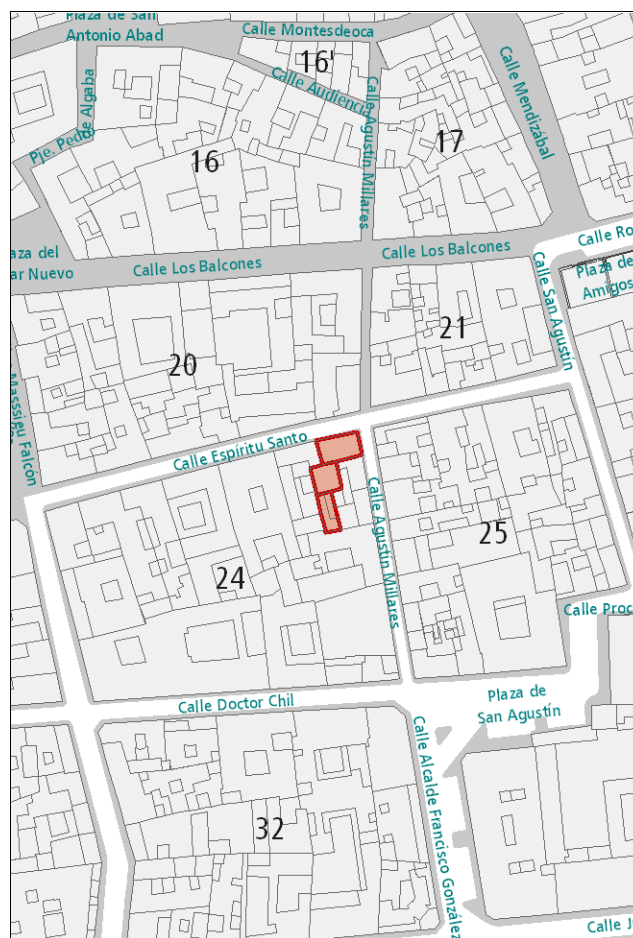 Plaza de San
Antonio Abad
Calle Montesdeoca
16'
Calle Audiencia
Calle Mendizábal
de Algaba
Pje. Pedro
16
Calle Agustín Millares
17
Calle Ro
aza del
ar Nuevo
Calle Los Balcones
Calle Los Balcones
Plaza de
Amigos
Calle San Agustín
20
21
Masssieu Falcón
Calle Espíritu Santo
Calle Agustín Millares
24
25
Calle Proc
Calle Doctor Chil
Plaza de
San Agustín
Calle Alcalde Francisco González
32
Calle J